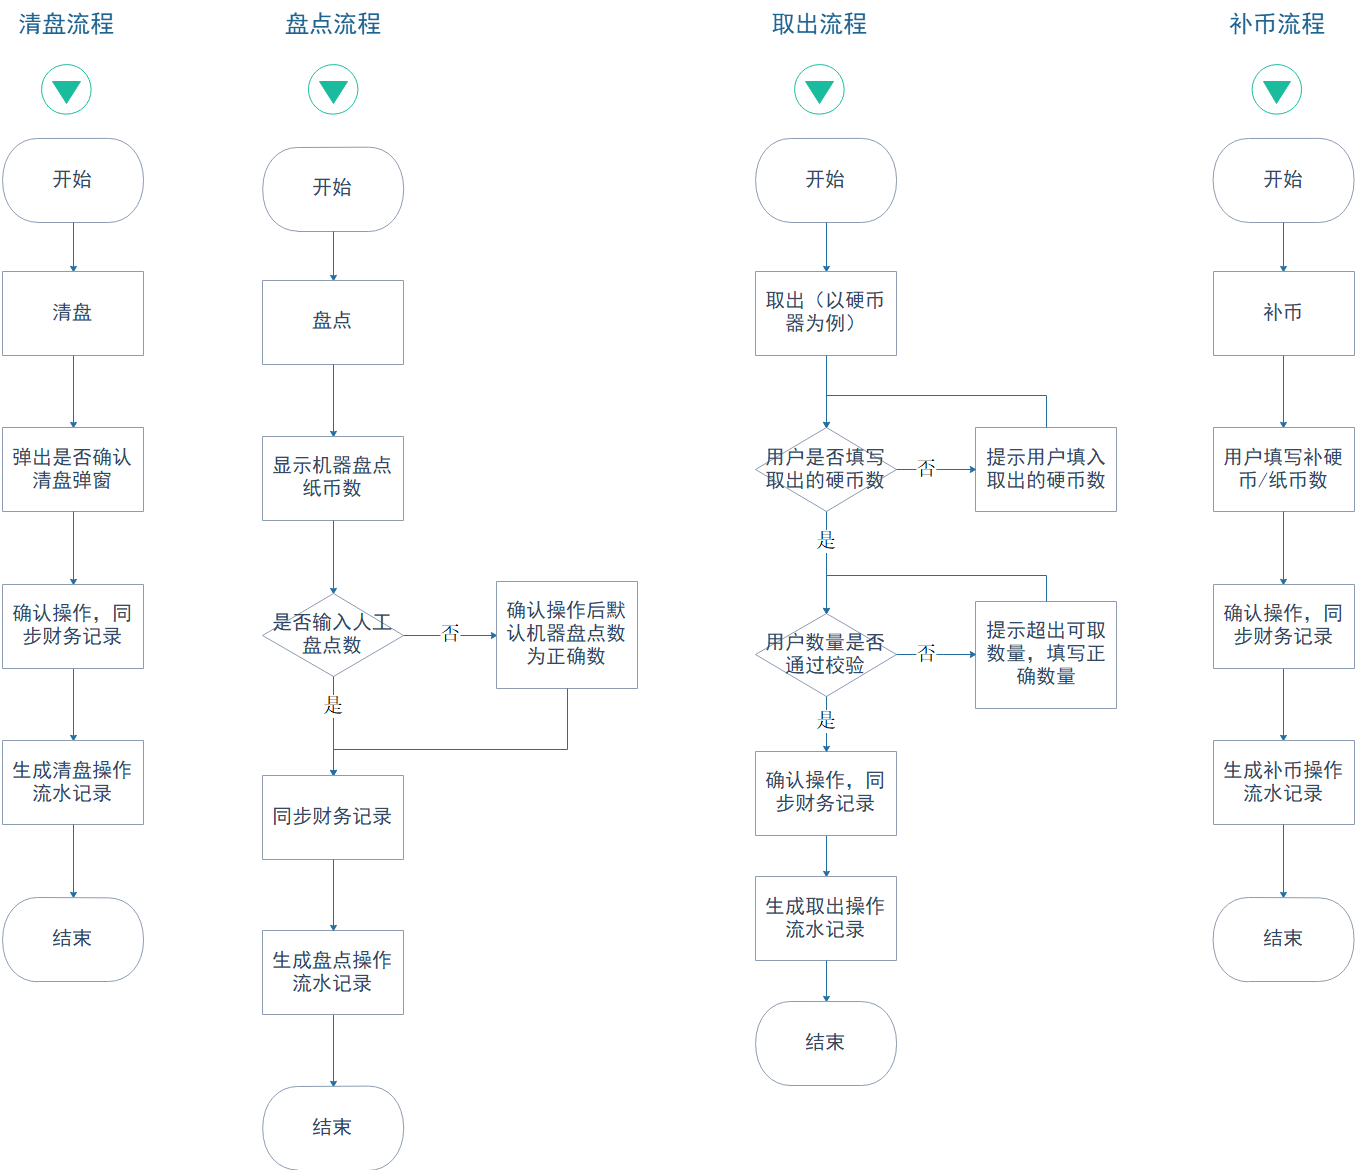 清盘流程
开始
清盘
弹出是否确认
清盘弹窗
确认操作，同
步财务记录
生成清盘操作
流水记录
结束
盘点流程
开始
盘点
显示机器盘点
纸币数
是否输入人工
盘点数
否
确认操作后默
认机器盘点数
为正确数
是
同步财务记录
生成盘点操作
流水记录
结束
取出流程
开始
取出（以硬币
器为例）
用户是否填写
取出的硬币数
否
提示用户填入
取出的硬币数
是
用户数量是否
通过校验
否
提示超出可取
数量，填写正
确数量
是
确认操作，同
步财务记录
生成取出操作
流水记录
结束
补币流程
开始
补币
用户填写补硬
币/纸币数
确认操作，同
步财务记录
生成补币操作
流水记录
结束